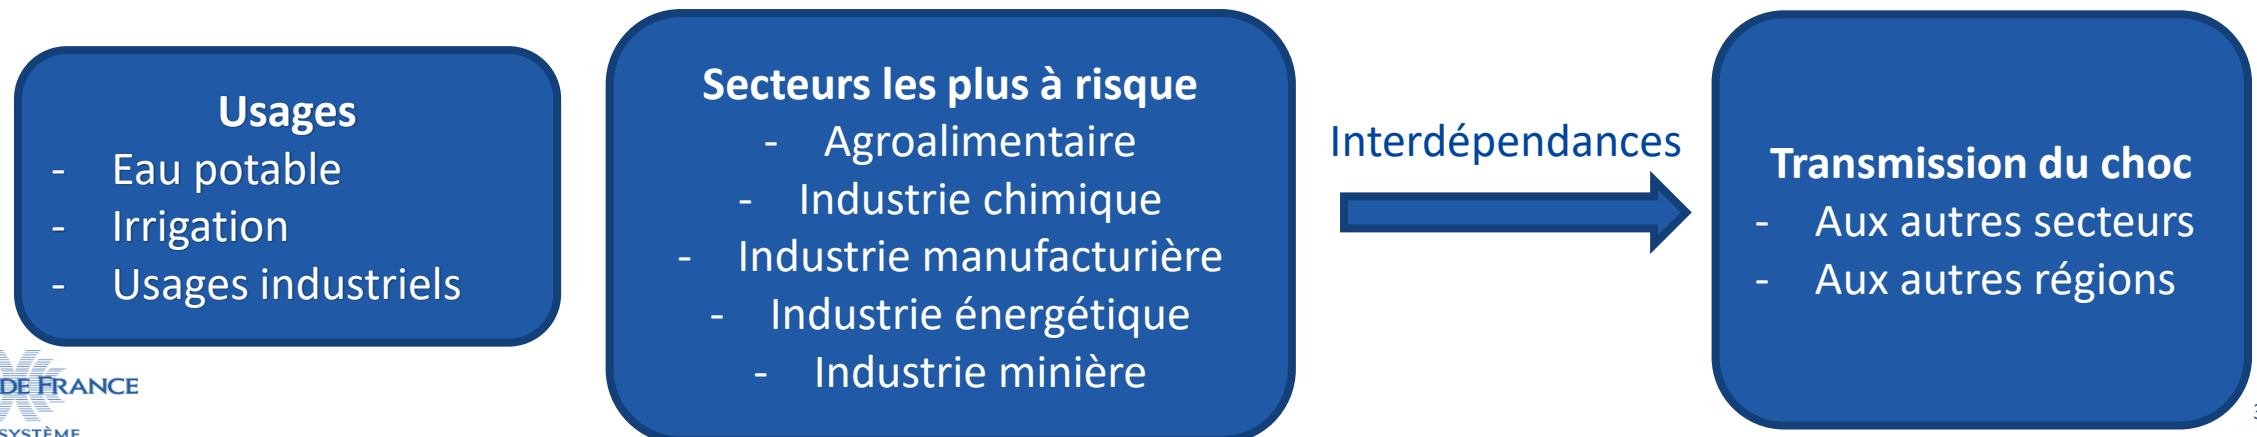 Usages
- Eau potable
- Irrigation
- Usages industriels
Secteurs les plus à risque
- Agroalimentaire
- Industrie chimique
- Industrie manufacturière
- Industrie énergétique
- Industrie minière
Interdépendances
Transmission du choc
- Aux autres secteurs
- Aux autres régions
DE FRANCE
SYSTÈME